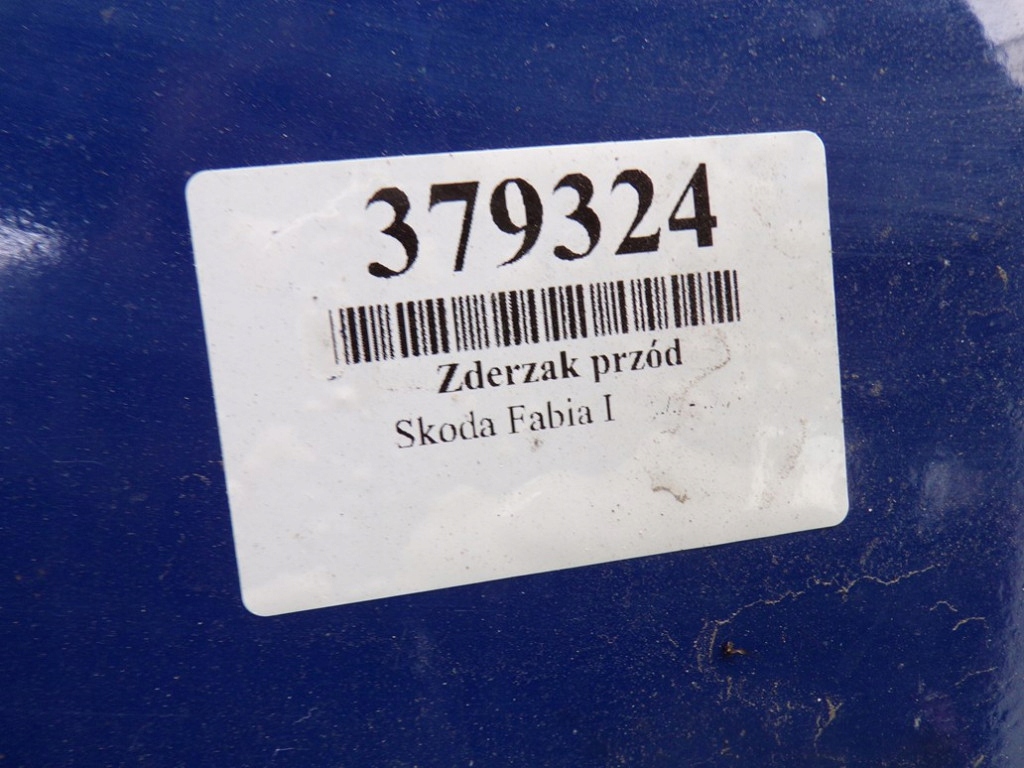 379324
Zderzak przód
Skoda Fabia I